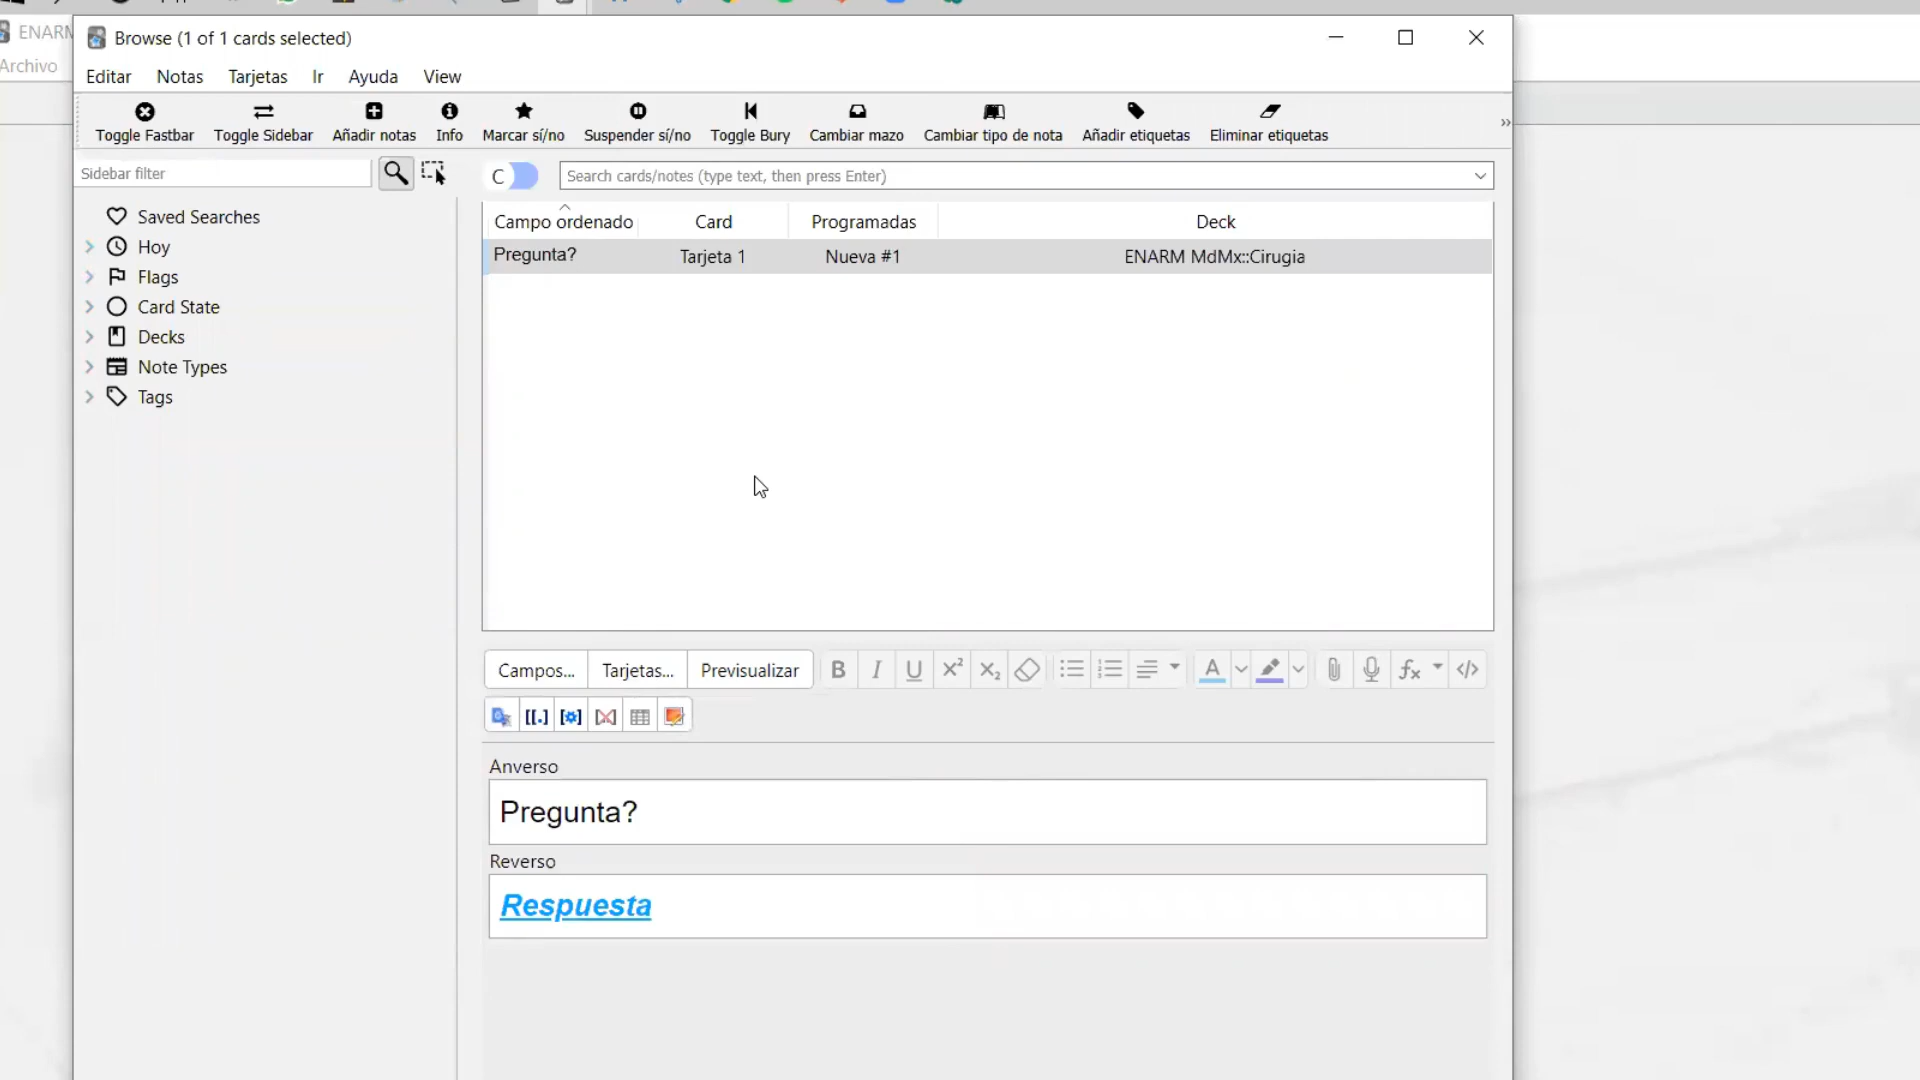 ENARM
Archivo
Browse (1 of 1 cards selected)
Editar Notas Tarjetas Ir Ayuda View
Toggle Fastbar Toggle Sidebar Añadir notas Info Marcar sí/no Suspender sí/no Toggle Bury Cambiar mazo Cambiar tipo de nota Añadir etiquetas Eliminar etiquetas »
Sidebar filter
C Search cards/notes (type text, then press Enter)
Saved Searches
Hoy
Flags
Card State
Decks
Note Types
Tags
Campo ordenado Card Programadas Deck
Pregunta? Tarjeta 1 Nueva #1 ENARM MdMx::Cirugia
Campos... Tarjetas... Previsualizar B I U X² X₂ A fx </>
[[.]
Anverso
Pregunta?
Reverso
Respuesta